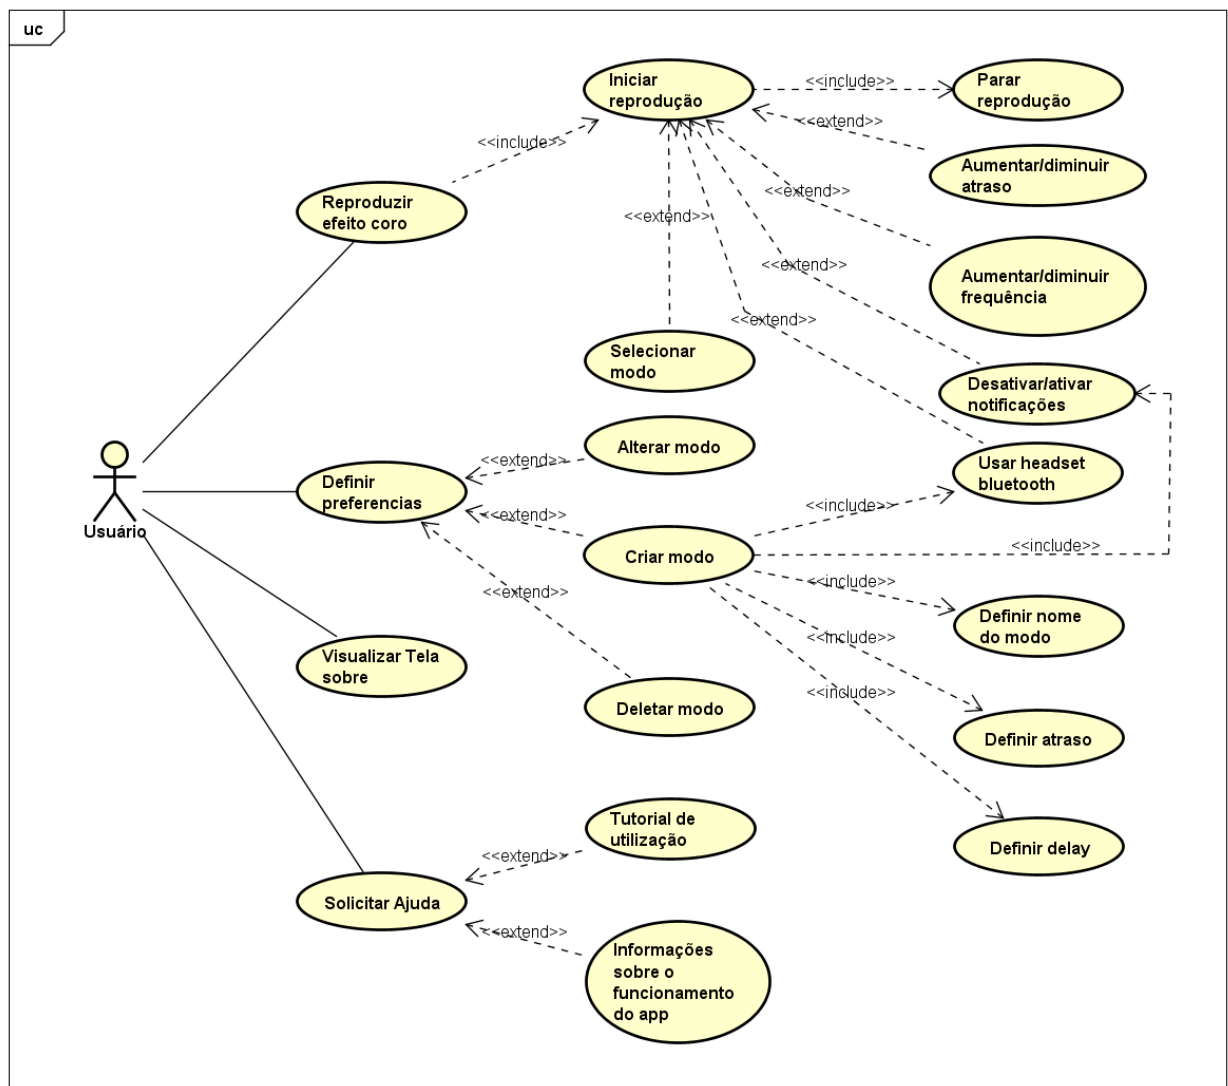 uc
Iniciar
reprodução
<<include>>
Parar
reprodução
<<extend>>
<<include>>
Aumentar/diminuir
atraso
Reproduzir
efeito coro
<<extend>>
<<extend>>
Aumentar/diminuir
frequência
<<extend>>
<<extend>>
Selecionar
modo
Desativar/ativar
notificações
Alterar modo
<<extend>>
Usar headset
bluetooth
Definir
preferencias
<<include>>
<<extend>>
Usuário
Criar modo
<<include>>
<<include>>
<<extend>>
Definir nome
do modo
<<include>>
Visualizar Tela
sobre
<<include>>
Deletar modo
Definir atraso
Tutorial de
utilização
<<extend>>
Definir delay
Solicitar Ajuda
<<extend>>
Informações
sobre o
funcionamento
do app